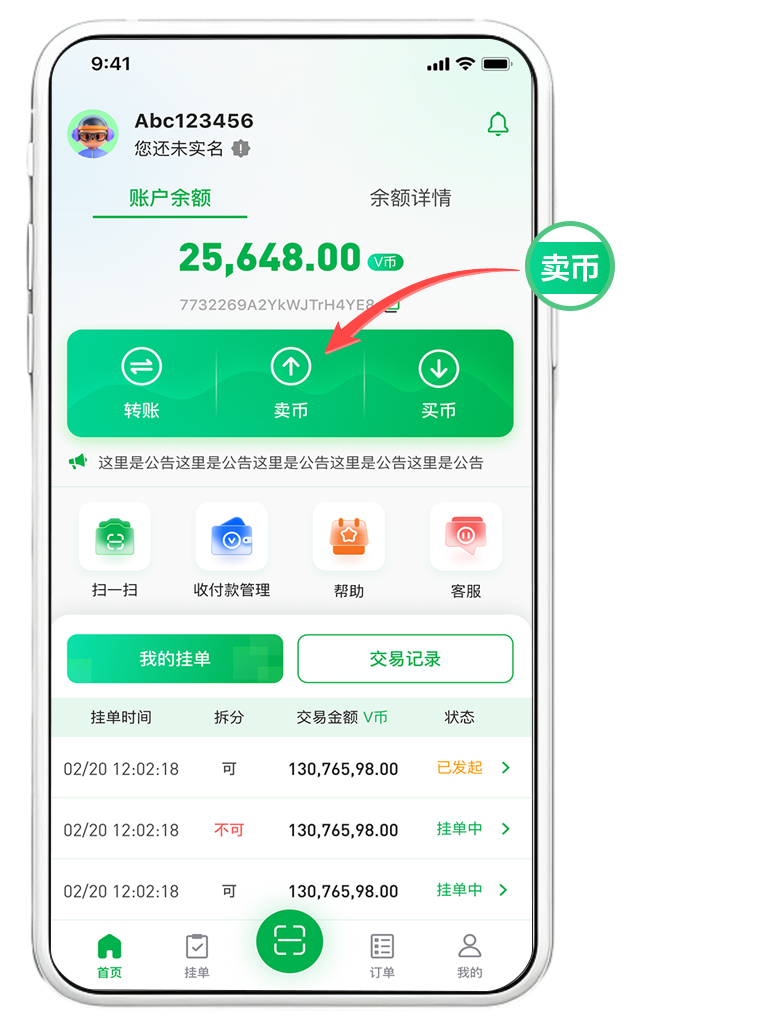 9:41
Abc123456
您还未实名
账户余额 余额详情
25,648.00 V币
7732269A2YkWJTrH4YE8
卖币
转账 卖币 买币
这里是公告这里是公告这里是公告这里是公告这里是公告
扫一扫 收付款管理 帮助 客服
我的挂单 交易记录
挂单时间 拆分 交易金额 V币 状态
02/20 12:02:18 可 130,765,98.00 已发起
02/20 12:02:18 不可 130,765,98.00 挂单中
02/20 12:02:18 可 130,765,98.00 挂单中
首页 挂单 订单 我的